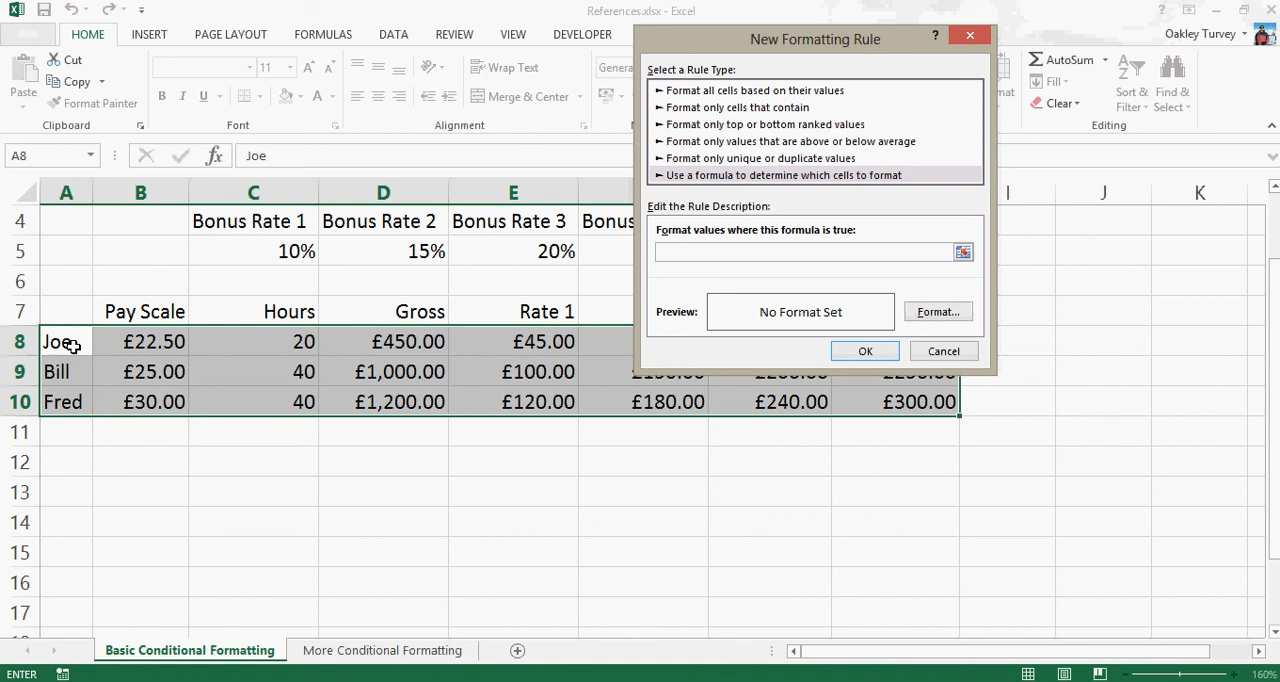 References.xlsx - Excel
HOME INSERT PAGE LAYOUT FORMULAS DATA REVIEW VIEW DEVELOPER
Oakley Turvey
Paste
Cut
Copy
Format Painter
Clipboard
11
B I U
Font
Wrap Text
Merge & Center
Alignment
AutoSum
Fill
Clear
Sort & Filter
Find & Select
Editing
New Formatting Rule
Select a Rule Type:
► Format all cells based on their values
► Format only cells that contain
► Format only top or bottom ranked values
► Format only values that are above or below average
► Format only unique or duplicate values
► Use a formula to determine which cells to format
Edit the Rule Description:
Format values where this formula is true:
Preview: No Format Set Format...
OK Cancel
A8 fx Joe
A B C D E I J K
4 Bonus Rate 1 Bonus Rate 2 Bonus Rate 3
5 10% 15% 20%
6
7 Pay Scale Hours Gross Rate 1
8 Joe £22.50 20 £450.00 £45.00
9 Bill £25.00 40 £1,000.00 £100.00
10 Fred £30.00 40 £1,200.00 £120.00 £180.00 £240.00 £300.00
11
12
13
14
15
16
17
Basic Conditional Formatting More Conditional Formatting
ENTER 160%